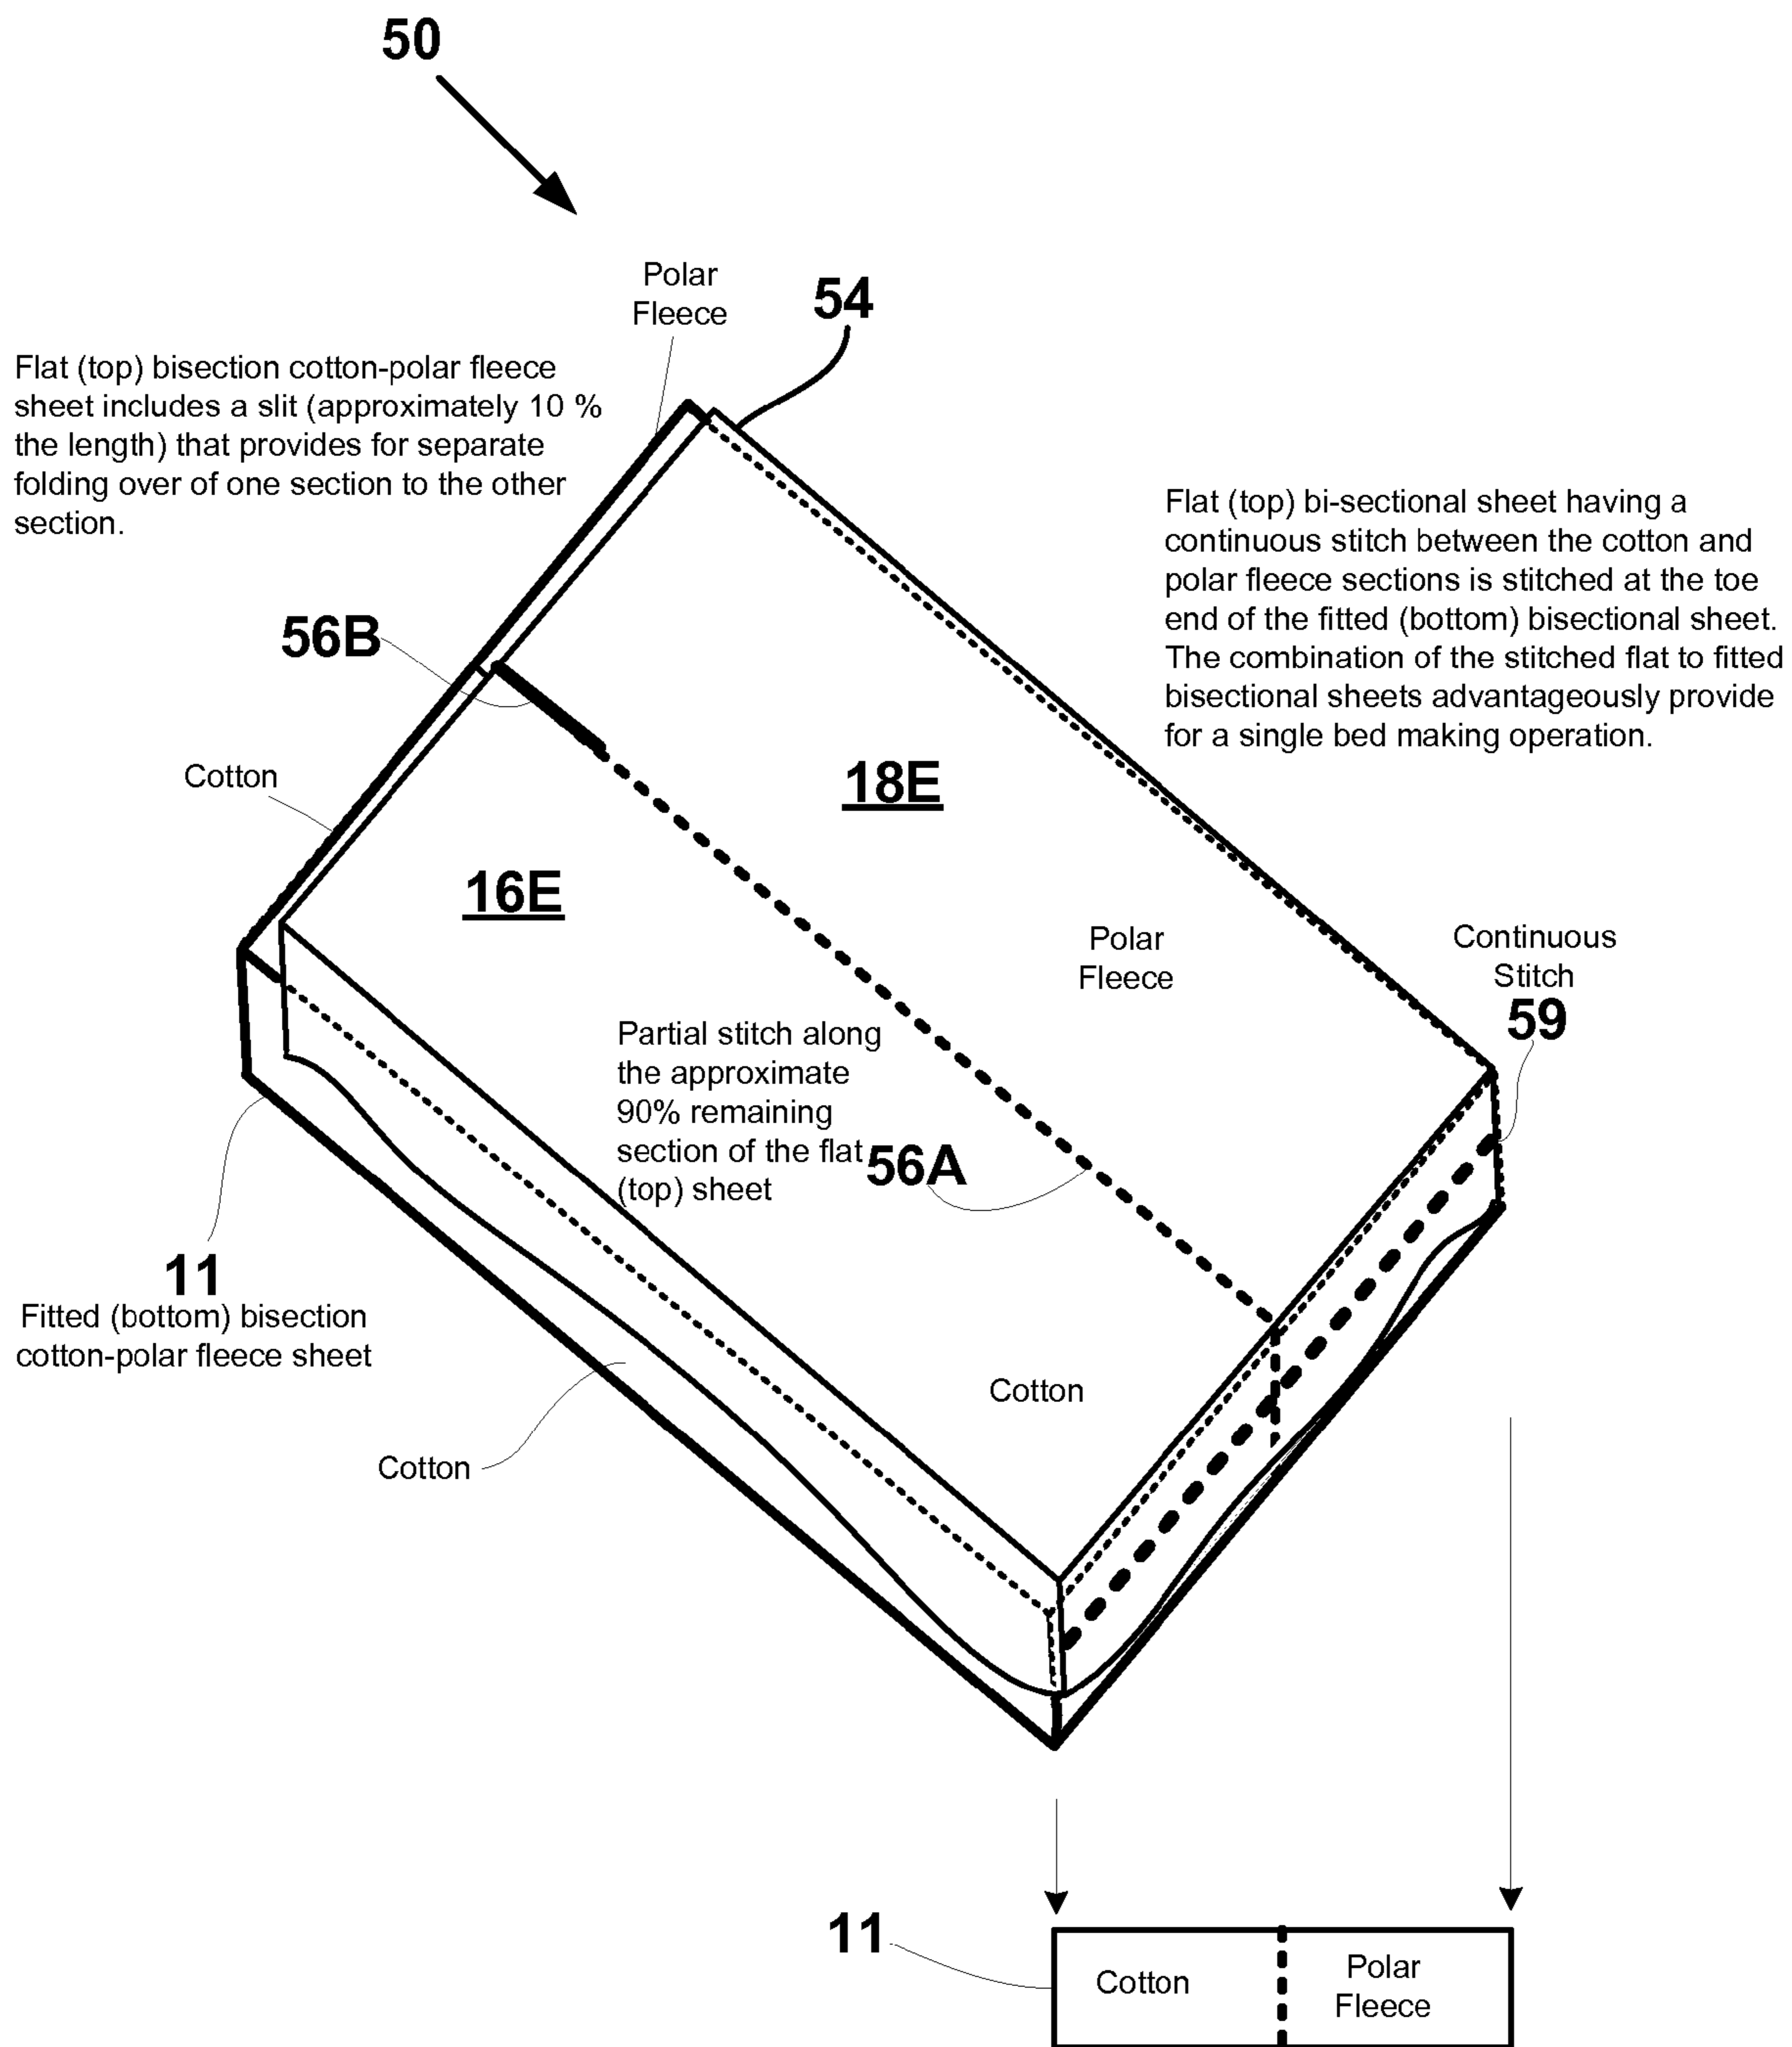 50
Polar
Fleece
54
Flat (top) bisection cotton-polar fleece
sheet includes a slit (approximately 10 %
the length) that provides for separate
folding over of one section to the other
section.
Flat (top) bi-sectional sheet having a
continuous stitch between the cotton and
polar fleece sections is stitched at the toe
end of the fitted (bottom) bisectional sheet.
The combination of the stitched flat to fitted
bisectional sheets advantageously provide
for a single bed making operation.
56B
Cotton
18E
16E
Polar
Fleece
Continuous
Stitch
59
Partial stitch along
the approximate
90% remaining
section of the flat
(top) sheet
56A
11
Fitted (bottom) bisection
cotton-polar fleece sheet
Cotton
Cotton
11
Cotton
Polar
Fleece